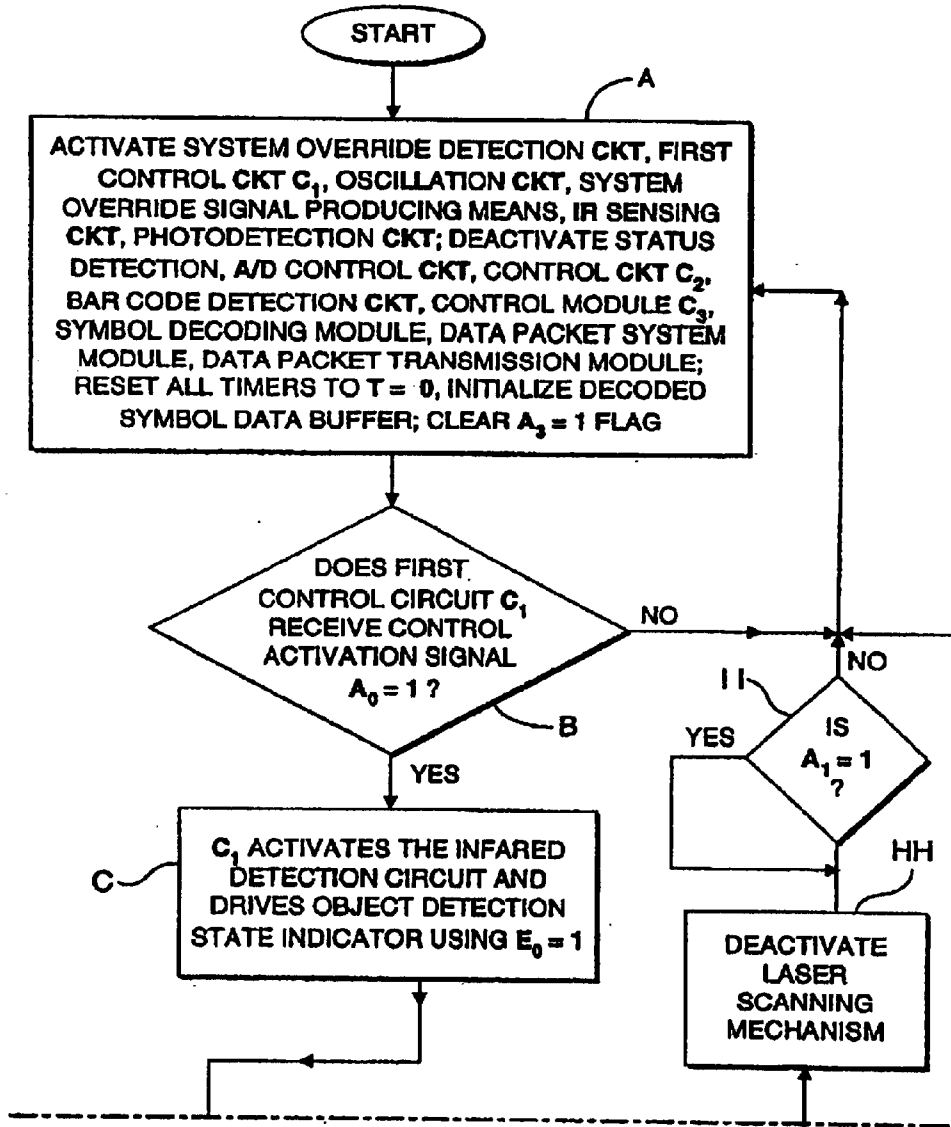 START
A
ACTIVATE SYSTEM OVERRIDE DETECTION CKT, FIRST
CONTROL CKT C₁, OSCILLATION CKT, SYSTEM
OVERRIDE SIGNAL PRODUCING MEANS, IR SENSING
CKT, PHOTODETECTION CKT; DEACTIVATE STATUS
DETECTION, A/D CONTROL CKT, CONTROL CKT C₂,
BAR CODE DETECTION CKT, CONTROL MODULE C₃,
SYMBOL DECODING MODULE, DATA PACKET SYSTEM
MODULE, DATA PACKET TRANSMISSION MODULE;
RESET ALL TIMERS TO T = 0, INITIALIZE DECODED
SYMBOL DATA BUFFER; CLEAR A₃ = 1 FLAG
DOES FIRST
CONTROL CIRCUIT C₁
RECEIVE CONTROL
ACTIVATION SIGNAL
A₀ = 1 ?
NO
B
YES
NO
II
YES
IS
A₁ = 1
?
C
C₁ ACTIVATES THE INFARED
DETECTION CIRCUIT AND
DRIVES OBJECT DETECTION
STATE INDICATOR USING E₀ = 1
HH
DEACTIVATE
LASER
SCANNING
MECHANISM